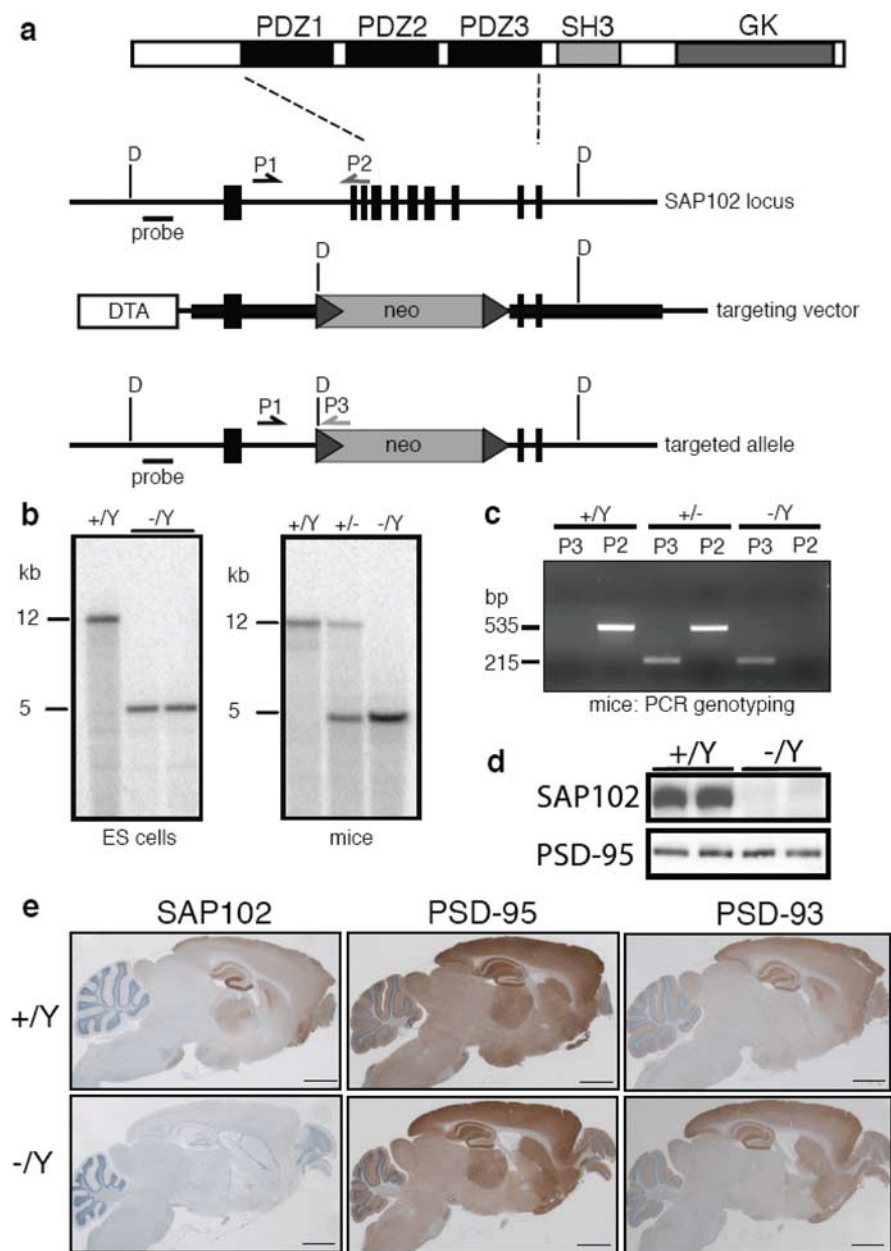 a
PDZ1 PDZ2 PDZ3 SH3 GK
D P1 P2 D
SAP102 locus
probe
D D
DTA neo targeting vector
D P1 D P3 D
neo targeted allele
probe
b
+/Y -/Y
kb
12
5
ES cells
+/Y +/- -/Y
kb
12
5
mice
c
+/Y +/- -/Y
P3 P2 P3 P2 P3 P2
bp
535
215
mice: PCR genotyping
d
+/Y -/Y
SAP102
PSD-95
e
SAP102 PSD-95 PSD-93
+/Y
-/Y